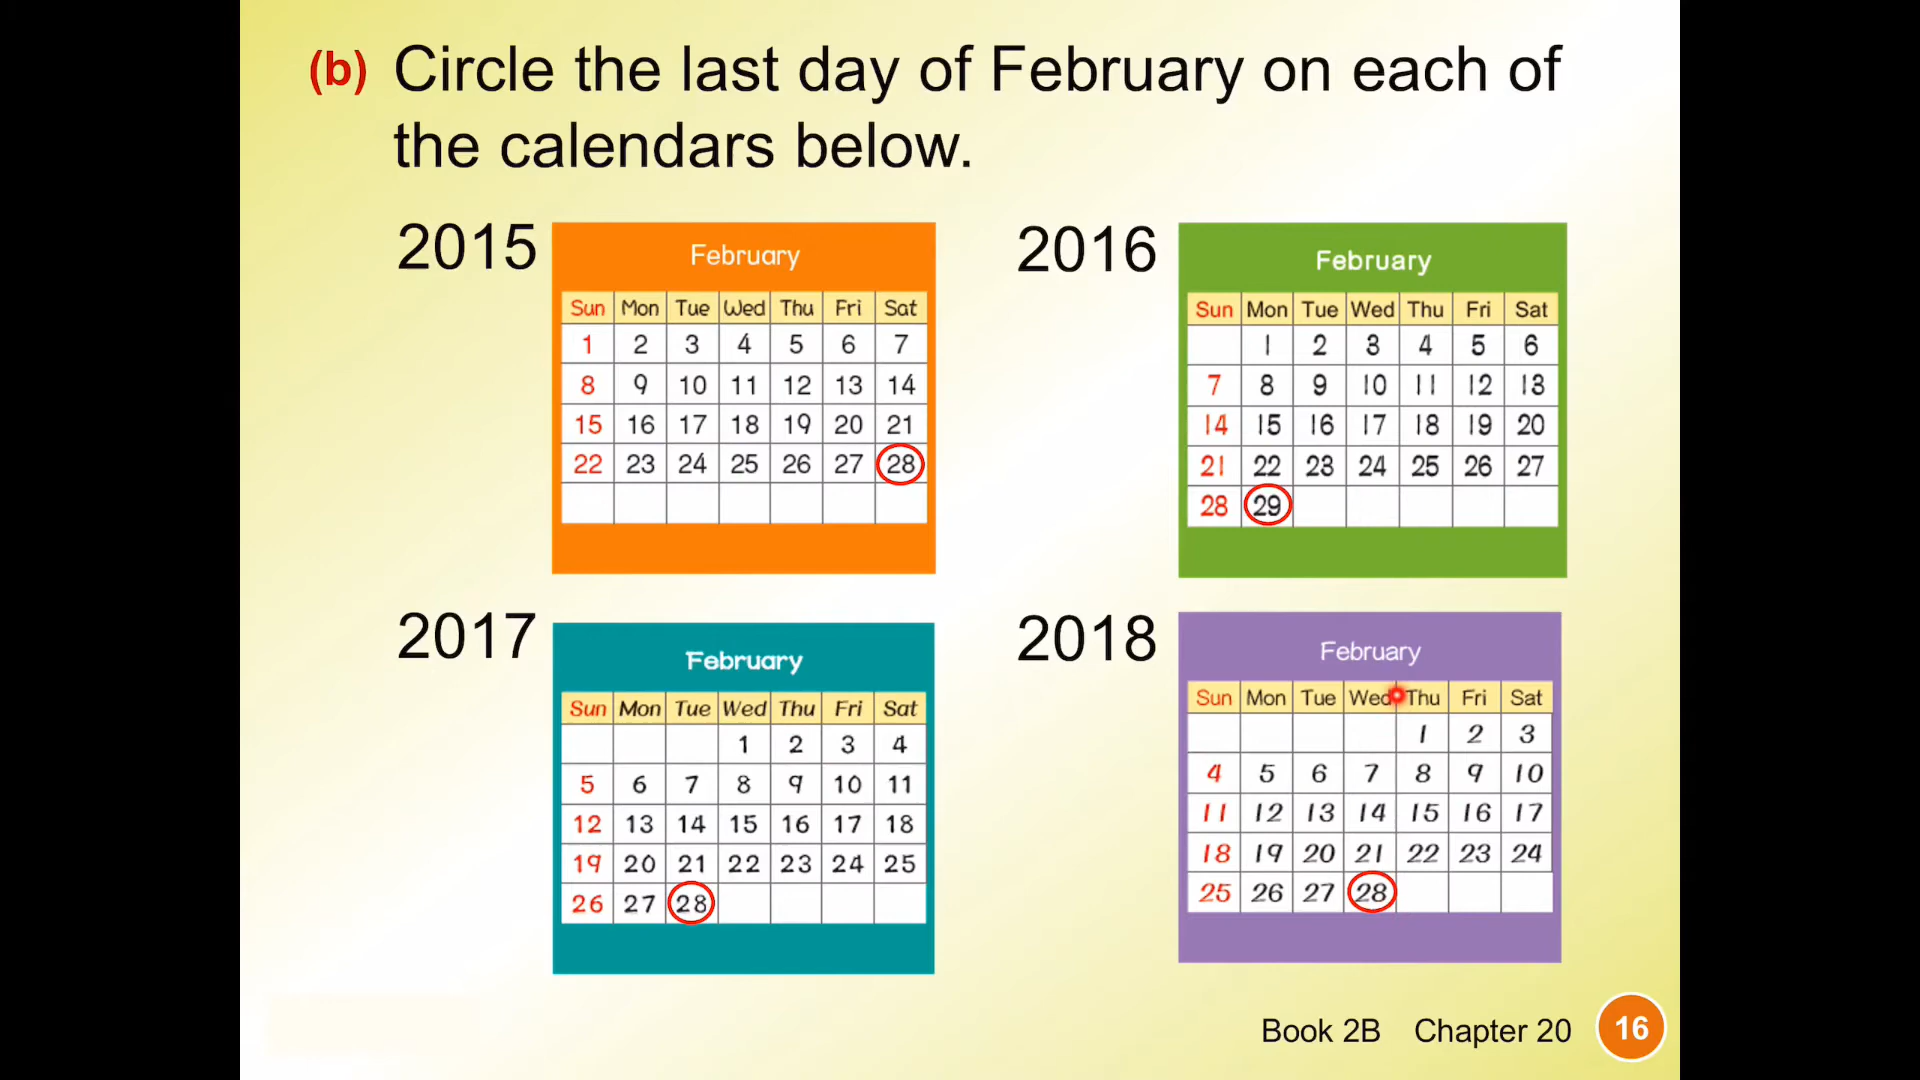 (b) Circle the last day of February on each of
the calendars below.
2015
February
Sun Mon Tue Wed Thu Fri Sat
1 2 3 4 5 6 7
8 9 10 11 12 13 14
15 16 17 18 19 20 21
22 23 24 25 26 27 28
2016
February
Sun Mon Tue Wed Thu Fri Sat
1 2 3 4 5 6
7 8 9 10 11 12 13
14 15 16 17 18 19 20
21 22 23 24 25 26 27
28 29
2017
February
Sun Mon Tue Wed Thu Fri Sat
1 2 3 4
5 6 7 8 9 10 11
12 13 14 15 16 17 18
19 20 21 22 23 24 25
26 27 28
2018
February
Sun Mon Tue Wed Thu Fri Sat
1 2 3
4 5 6 7 8 9 10
11 12 13 14 15 16 17
18 19 20 21 22 23 24
25 26 27 28
Book 2B Chapter 20 16